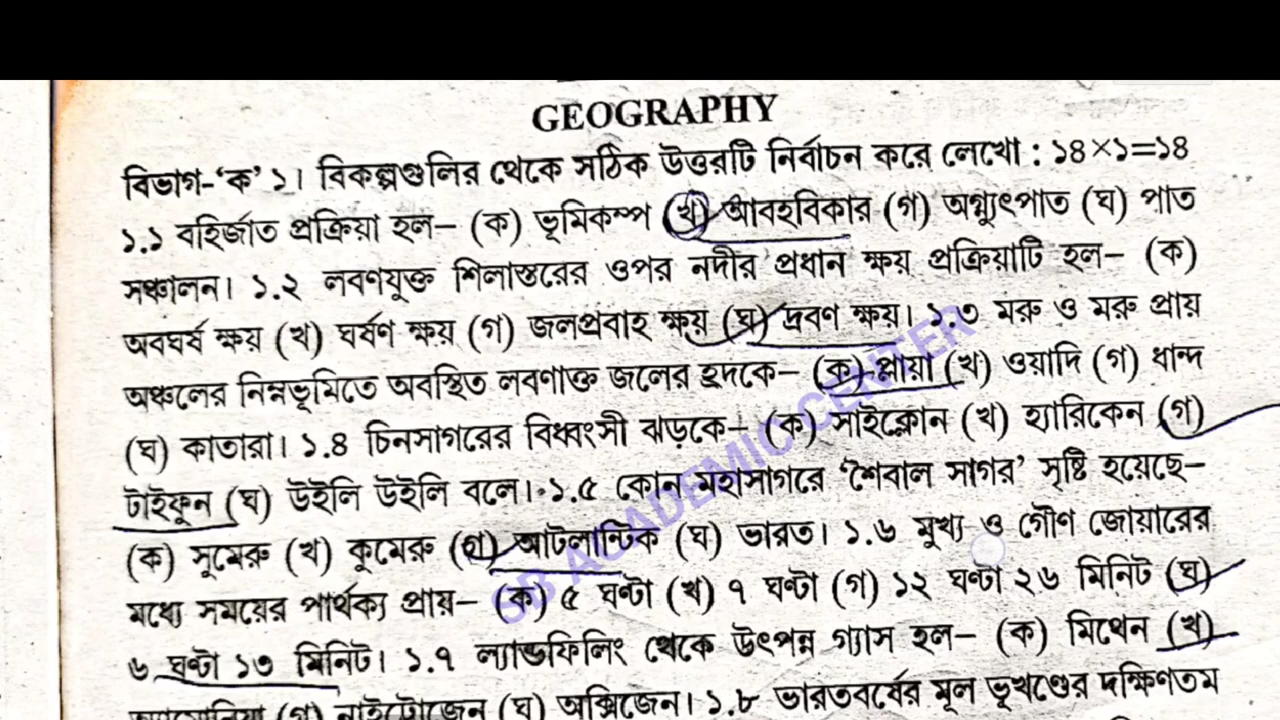 GEOGRAPHY
বিভাগ-‘ক’ ১। বিকল্পগুলির থেকে সঠিক উত্তরটি নির্বাচন করে লেখো : ১৪×১=১৪
১.১ বহির্জাত প্রক্রিয়া হল– (ক) ভূমিকম্প (খ) আবহবিকার (গ) অগ্ন্যুৎপাত (ঘ) পাত
সঞ্চালন। ১.২ লবণযুক্ত শিলাস্তরের ওপর নদীর প্রধান ক্ষয় প্রক্রিয়াটি হল– (ক)
অবঘর্ষ ক্ষয় (খ) ঘর্ষণ ক্ষয় (গ) জলপ্রবাহ ক্ষয় (ঘ) দ্রবণ ক্ষয়। ১.৩ মরু ও মরু প্রায়
অঞ্চলের নিম্নভূমিতে অবস্থিত লবণাক্ত জলের হ্রদকে– (ক) প্লায়া (খ) ওয়াদি (গ) ধান্দ
(ঘ) কাতারা। ১.৪ চিনসাগরের বিধ্বংসী ঝড়কে– (ক) সাইক্লোন (খ) হ্যারিকেন (গ)
টাইফুন (ঘ) উইলি উইলি বলে। ১.৫ কোন মহাসাগরে ‘শৈবাল সাগর’ সৃষ্টি হয়েছে–
(ক) সুমেরু (খ) কুমেরু (গ) আটলান্টিক (ঘ) ভারত। ১.৬ মুখ্য ও গৌণ জোয়ারের
মধ্যে সময়ের পার্থক্য প্রায়– (ক) ৫ ঘণ্টা (খ) ৭ ঘণ্টা (গ) ১২ ঘণ্টা ২৬ মিনিট (ঘ)
৬ ঘণ্টা ১৩ মিনিট। ১.৭ ল্যান্ডফিলিং থেকে উৎপন্ন গ্যাস হল– (ক) মিথেন (খ)
অ্যামোনিয়া (গ) নাইট্রোজেন (ঘ) অক্সিজেন। ১.৮ ভারতবর্ষের মূল ভূখণ্ডের দক্ষিণতম
ACADEMIC CENTER